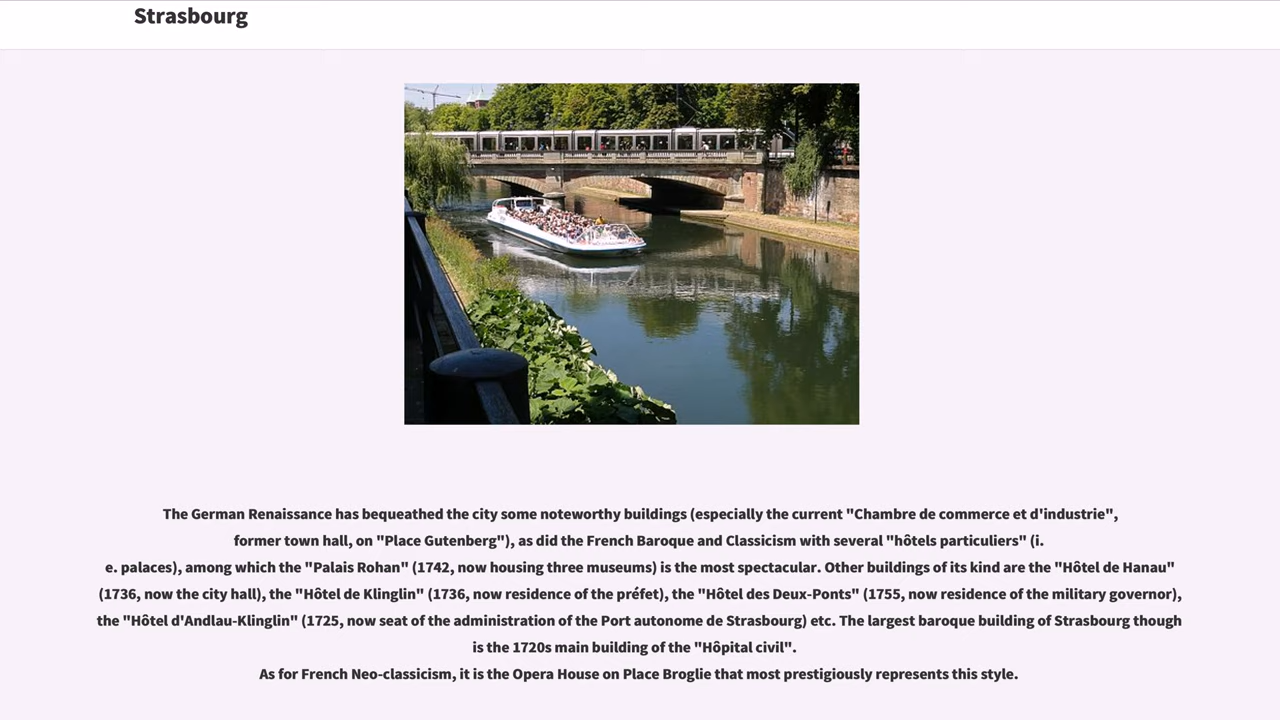 Strasbourg
The German Renaissance has bequeathed the city some noteworthy buildings (especially the current "Chambre de commerce et d'industrie",
former town hall, on "Place Gutenberg"), as did the French Baroque and Classicism with several "hôtels particuliers" (i.
e. palaces), among which the "Palais Rohan" (1742, now housing three museums) is the most spectacular. Other buildings of its kind are the "Hôtel de Hanau"
(1736, now the city hall), the "Hôtel de Klinglin" (1736, now residence of the préfet), the "Hôtel des Deux-Ponts" (1755, now residence of the military governor),
the "Hôtel d'Andlau-Klinglin" (1725, now seat of the administration of the Port autonome de Strasbourg) etc. The largest baroque building of Strasbourg though
is the 1720s main building of the "Hôpital civil".
As for French Neo-classicism, it is the Opera House on Place Broglie that most prestigiously represents this style.